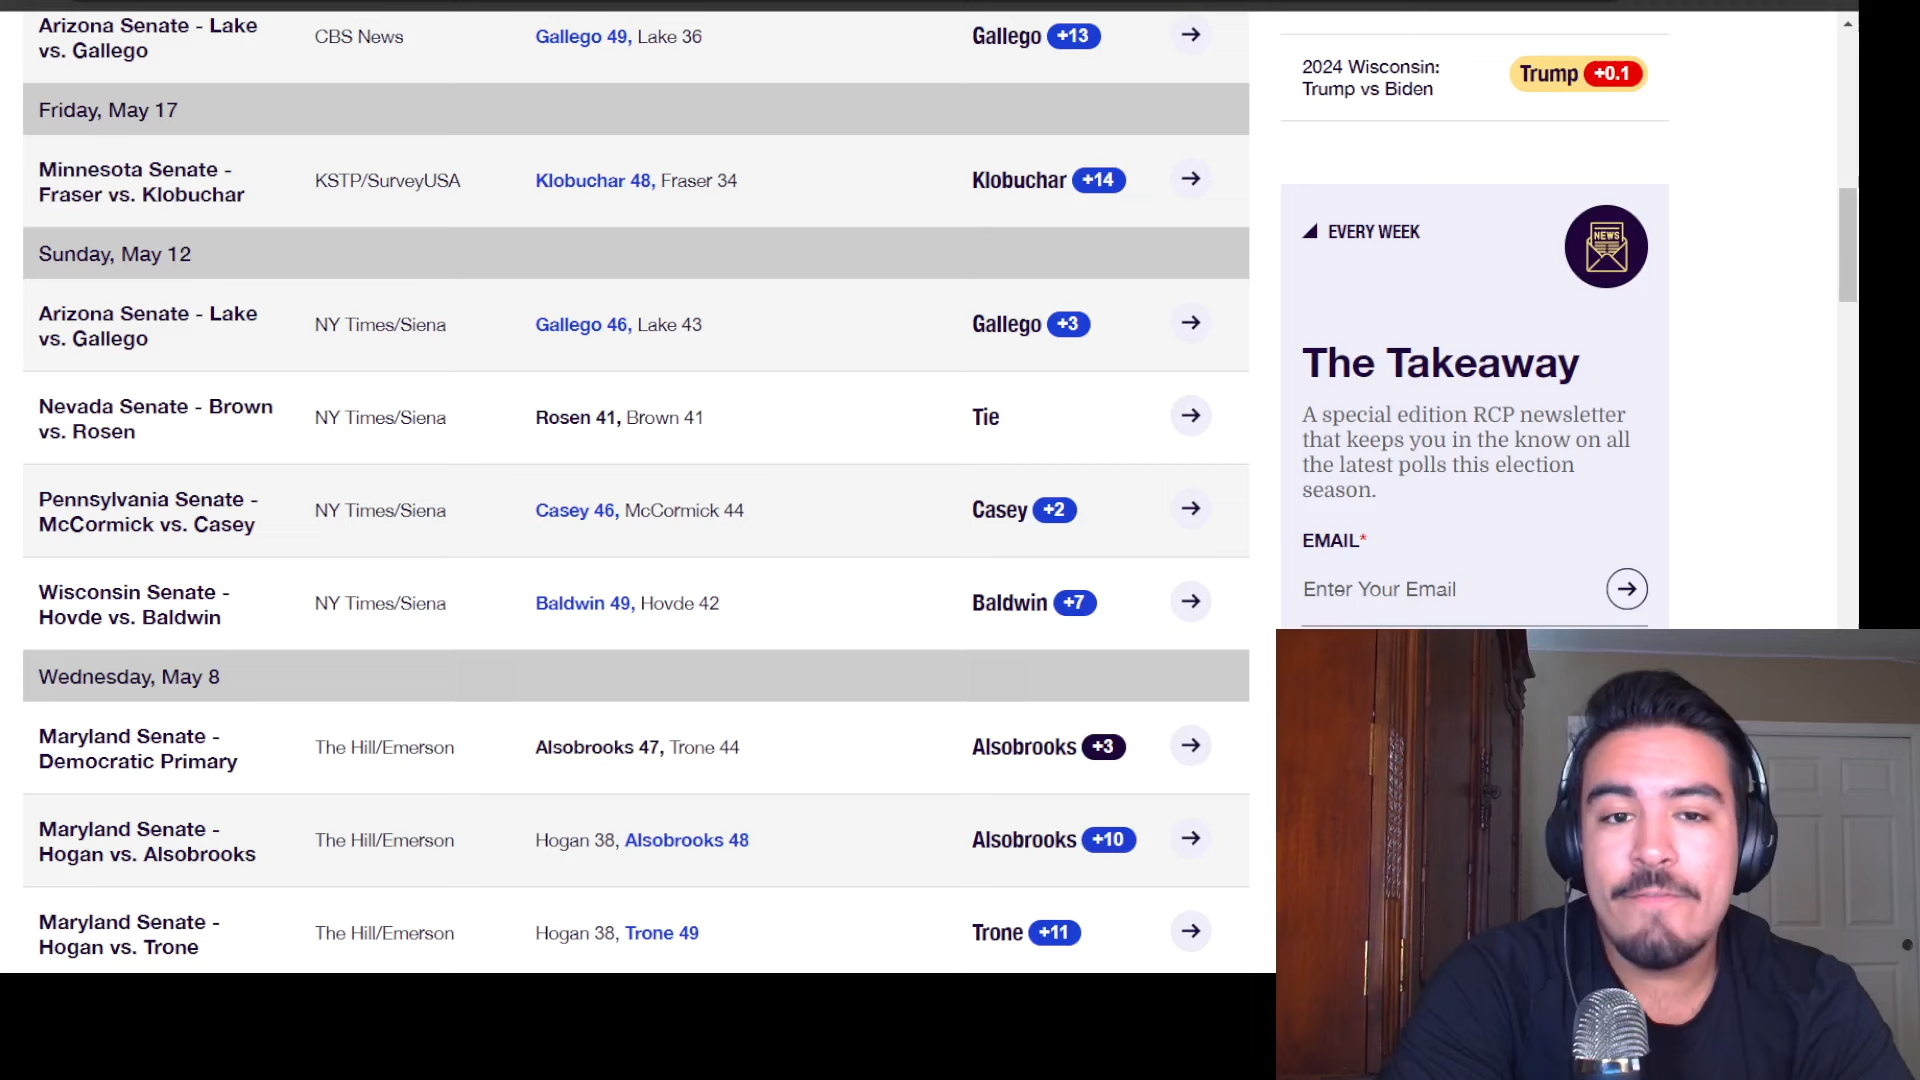 Arizona Senate - Lake
vs. Gallego
CBS News
Gallego 49, Lake 36
Gallego +13
Friday, May 17
Minnesota Senate -
Fraser vs. Klobuchar
KSTP/SurveyUSA
Klobuchar 48, Fraser 34
Klobuchar +14
Sunday, May 12
Arizona Senate - Lake
vs. Gallego
NY Times/Siena
Gallego 46, Lake 43
Gallego +3
Nevada Senate - Brown
vs. Rosen
NY Times/Siena
Rosen 41, Brown 41
Tie
Pennsylvania Senate -
McCormick vs. Casey
NY Times/Siena
Casey 46, McCormick 44
Casey +2
Wisconsin Senate -
Hovde vs. Baldwin
NY Times/Siena
Baldwin 49, Hovde 42
Baldwin +7
Wednesday, May 8
Maryland Senate -
Democratic Primary
The Hill/Emerson
Alsobrooks 47, Trone 44
Alsobrooks +3
Maryland Senate -
Hogan vs. Alsobrooks
The Hill/Emerson
Hogan 38, Alsobrooks 48
Alsobrooks +10
Maryland Senate -
Hogan vs. Trone
The Hill/Emerson
Hogan 38, Trone 49
Trone +11
2024 Wisconsin:
Trump vs Biden
Trump +0.1
EVERY WEEK
NEWS
The Takeaway
A special edition RCP newsletter
that keeps you in the know on all
the latest polls this election
season.
EMAIL*
Enter Your Email